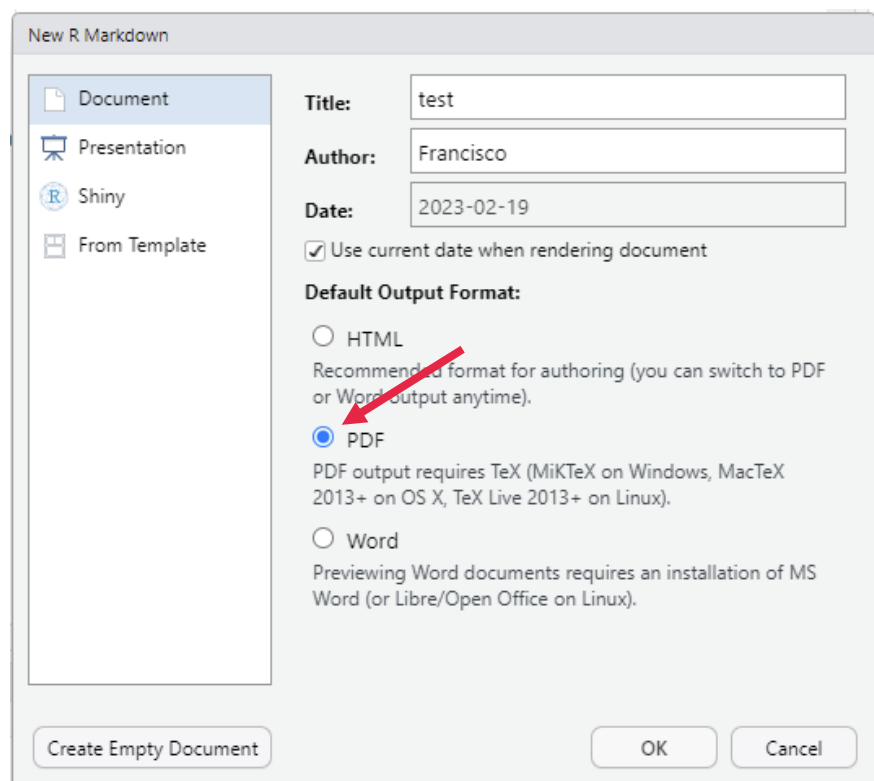 New R Markdown
Document
Presentation
Shiny
From Template
Title:
test
Author:
Francisco
Date:
2023-02-19
Use current date when rendering document
Default Output Format:
HTML
Recommended format for authoring (you can switch to PDF
or Word output anytime).
PDF
PDF output requires TeX (MiKTeX on Windows, MacTeX
2013+ on OS X, TeX Live 2013+ on Linux).
Word
Previewing Word documents requires an installation of MS
Word (or Libre/Open Office on Linux).
Create Empty Document
OK
Cancel